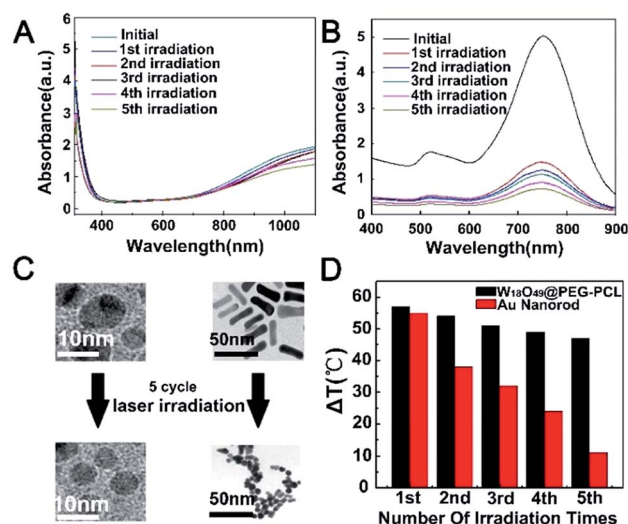 A
Initial
1st irradiation
2nd irradiation
3rd irradiation
4th irradiation
5th irradiation
Absorbance(a.u.)
6
5
4
3
2
1
0
400
600
800
1000
Wavelength(nm)
B
Initial
1st irradiation
2nd irradiation
3rd irradiation
4th irradiation
5th irradiation
Absorbance(a.u.)
5
4
3
2
1
0
400
500
600
700
800
900
Wavelength(nm)
C
10nm
50nm
5 cycle
laser irradiation
10nm
50nm
D
W₁₈O₄₉@PEG-PCL
Au Nanorod
ΔT(℃)
70
60
50
40
30
20
10
0
1st
2nd
3rd
4th
5th
Number Of Irradiation Times